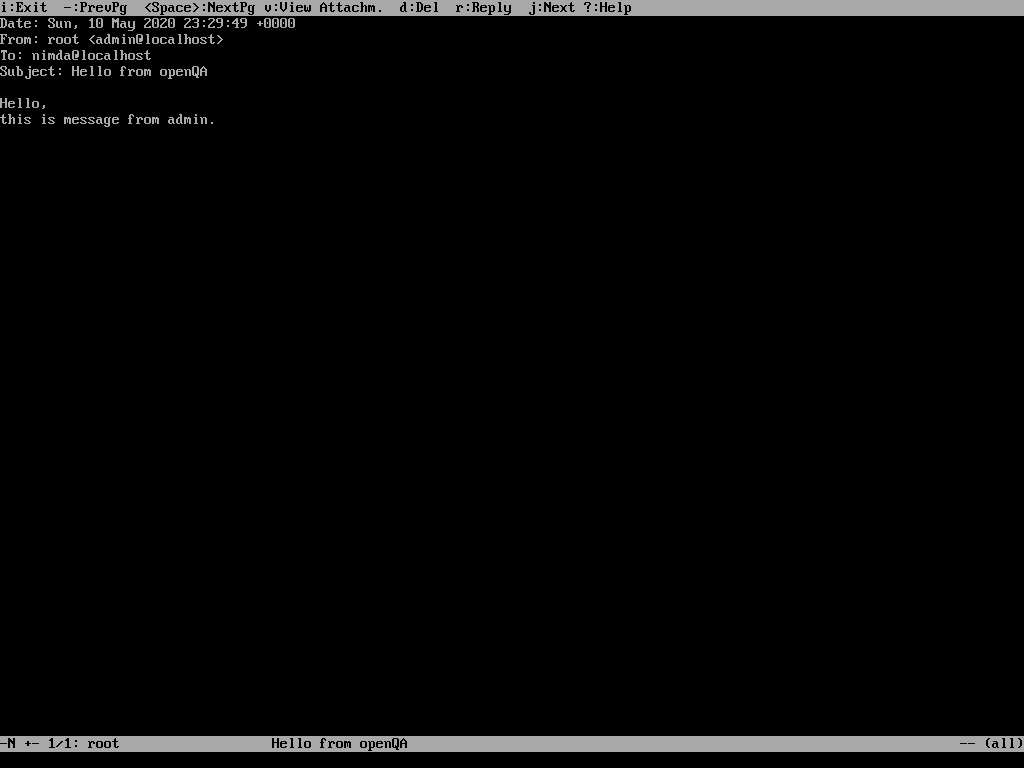 i:Exit  -:PrevPg  <Space>:NextPg v:View Attachm.  d:Del  r:Reply  j:Next ?:Help
Date: Sun, 10 May 2020 23:29:49 +0000
From: root <admin@localhost>
To: nimda@localhost
Subject: Hello from openQA

Hello,
this is message from admin.
-N +- 1/1: root                   Hello from openQA                                                                     -- (all)